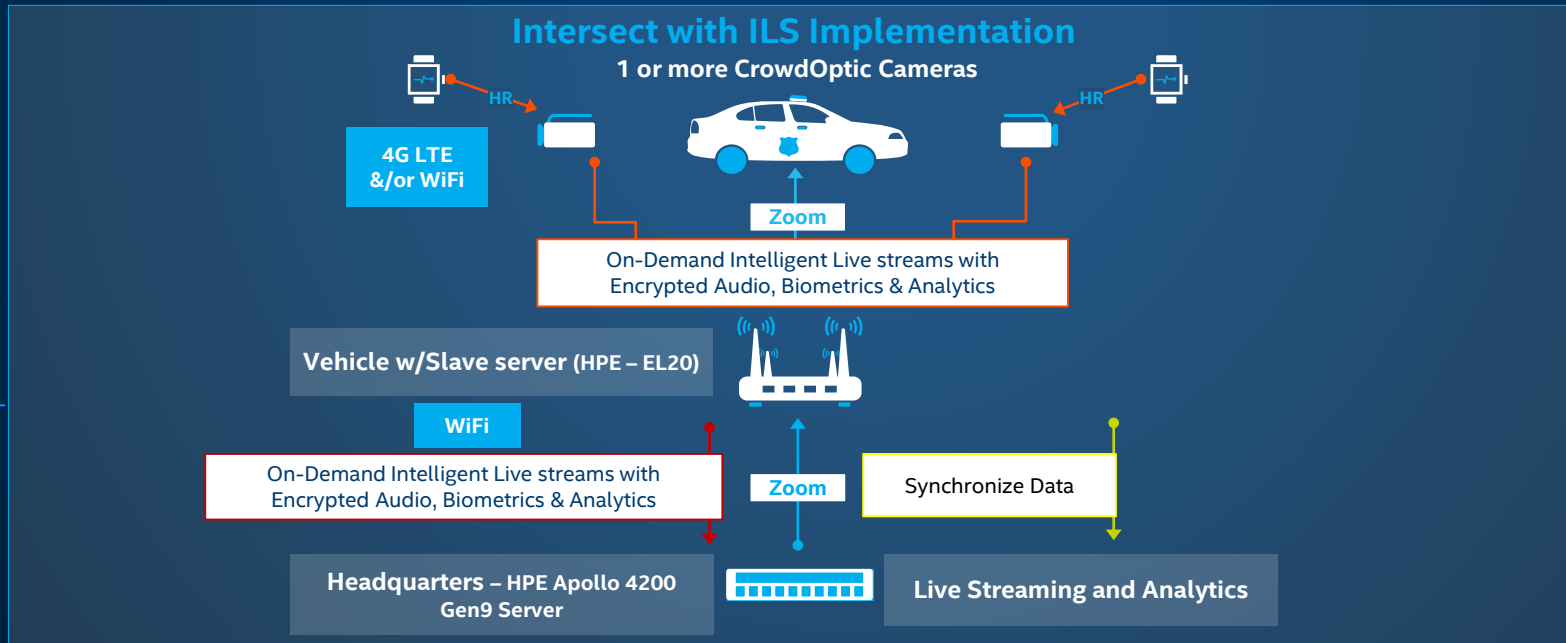 Intersect with ILS Implementation
1 or more CrowdOptic Cameras
HR
HR
4G LTE
&/or WiFi
Zoom
On-Demand Intelligent Live streams with
Encrypted Audio, Biometrics & Analytics
Vehicle w/Slave server (HPE – EL20)
WiFi
On-Demand Intelligent Live streams with
Encrypted Audio, Biometrics & Analytics
Zoom
Synchronize Data
Headquarters – HPE Apollo 4200
Gen9 Server
Live Streaming and Analytics